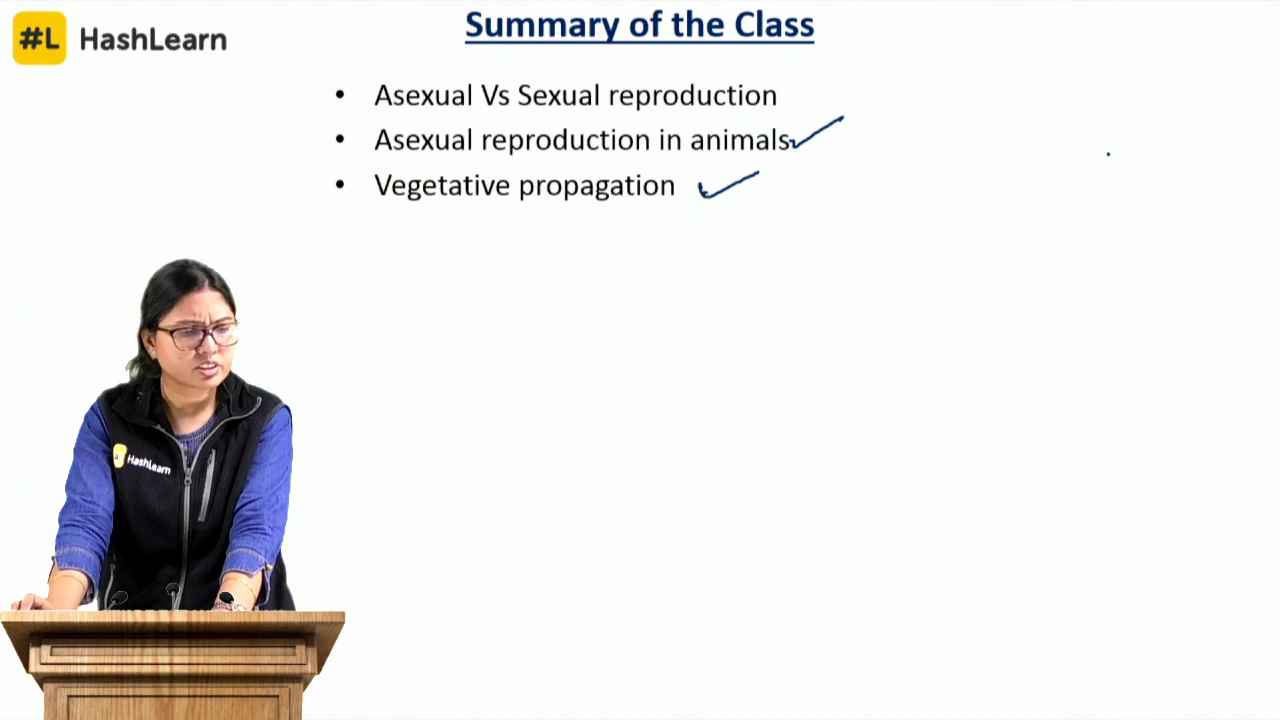 #L HashLearn
Summary of the Class
• Asexual Vs Sexual reproduction
• Asexual reproduction in animals
• Vegetative propagation
HashLearn